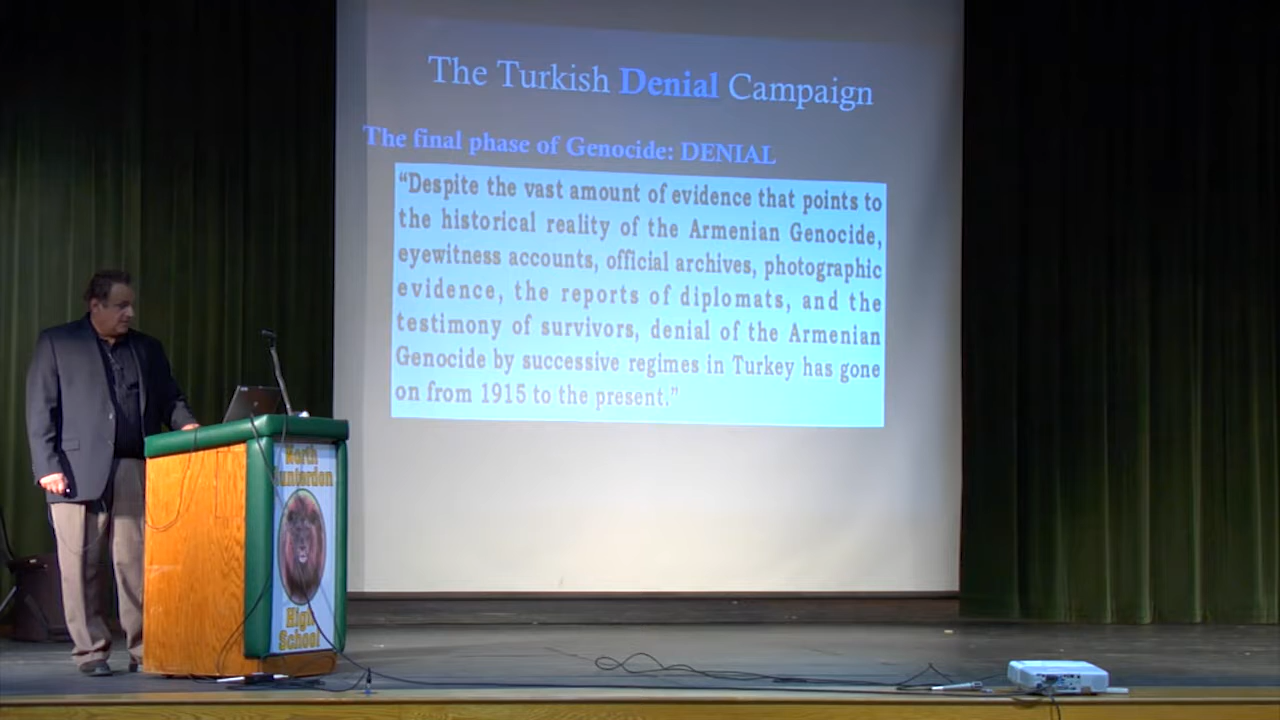 The Turkish Denial Campaign
The final phase of Genocide: DENIAL
“Despite the vast amount of evidence that points to
the historical reality of the Armenian Genocide,
eyewitness accounts, official archives, photographic
evidence, the reports of diplomats, and the
testimony of survivors, denial of the Armenian
Genocide by successive regimes in Turkey has gone
on from 1915 to the present.”
North
Hunterdon
High
School